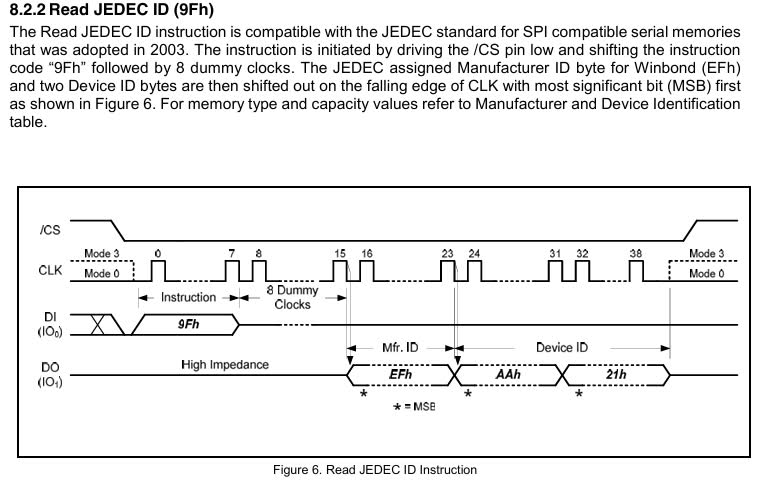 8.2.2 Read JEDEC ID (9Fh)
The Read JEDEC ID instruction is compatible with the JEDEC standard for SPI compatible serial memories
that was adopted in 2003. The instruction is initiated by driving the /CS pin low and shifting the instruction
code “9Fh” followed by 8 dummy clocks. The JEDEC assigned Manufacturer ID byte for Winbond (EFh)
and two Device ID bytes are then shifted out on the falling edge of CLK with most significant bit (MSB) first
as shown in Figure 6. For memory type and capacity values refer to Manufacturer and Device Identification
table.
/CS
Mode 3 0 7 8 15 16 23 24 31 32 38 Mode 3
CLK Mode 0 Mode 0
Instruction 8 Dummy
Clocks
DI
(IO₀) 9Fh
Mfr. ID Device ID
DO High Impedance
(IO₁) EFh AAh 21h
* * *
* = MSB
Figure 6. Read JEDEC ID Instruction